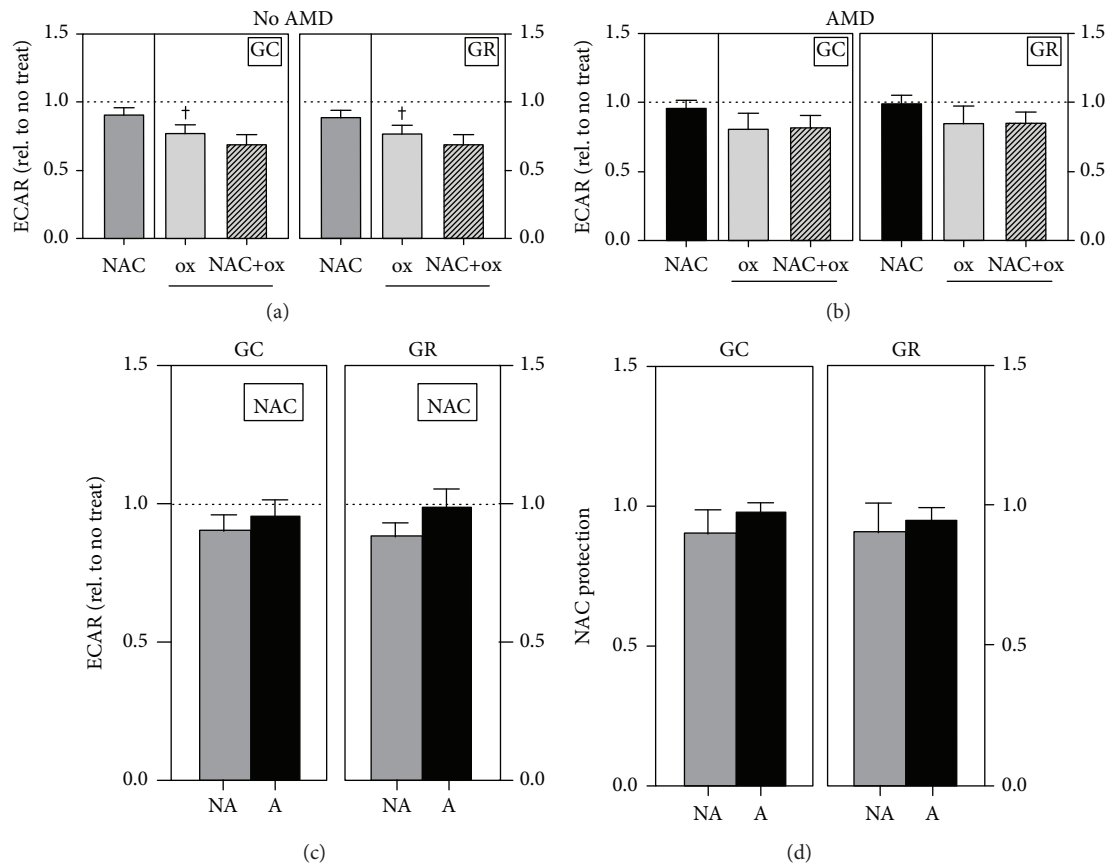 No AMD
ECAR (rel. to no treat)
1.5
1.0
0.5
0.0
GC
GR
†
†
1.5
1.0
0.5
0.0
NAC ox NAC+ox NAC ox NAC+ox
(a)
AMD
ECAR (rel. to no treat)
1.5
1.0
0.5
0.0
GC
GR
1.5
1.0
0.5
0.0
NAC ox NAC+ox NAC ox NAC+ox
(b)
GC GR
ECAR (rel. to no treat)
1.5
1.0
0.5
0.0
NAC
NAC
1.5
1.0
0.5
0.0
NA A NA A
(c)
GC GR
NAC protection
1.5
1.0
0.5
0.0
1.5
1.0
0.5
0.0
NA A NA A
(d)